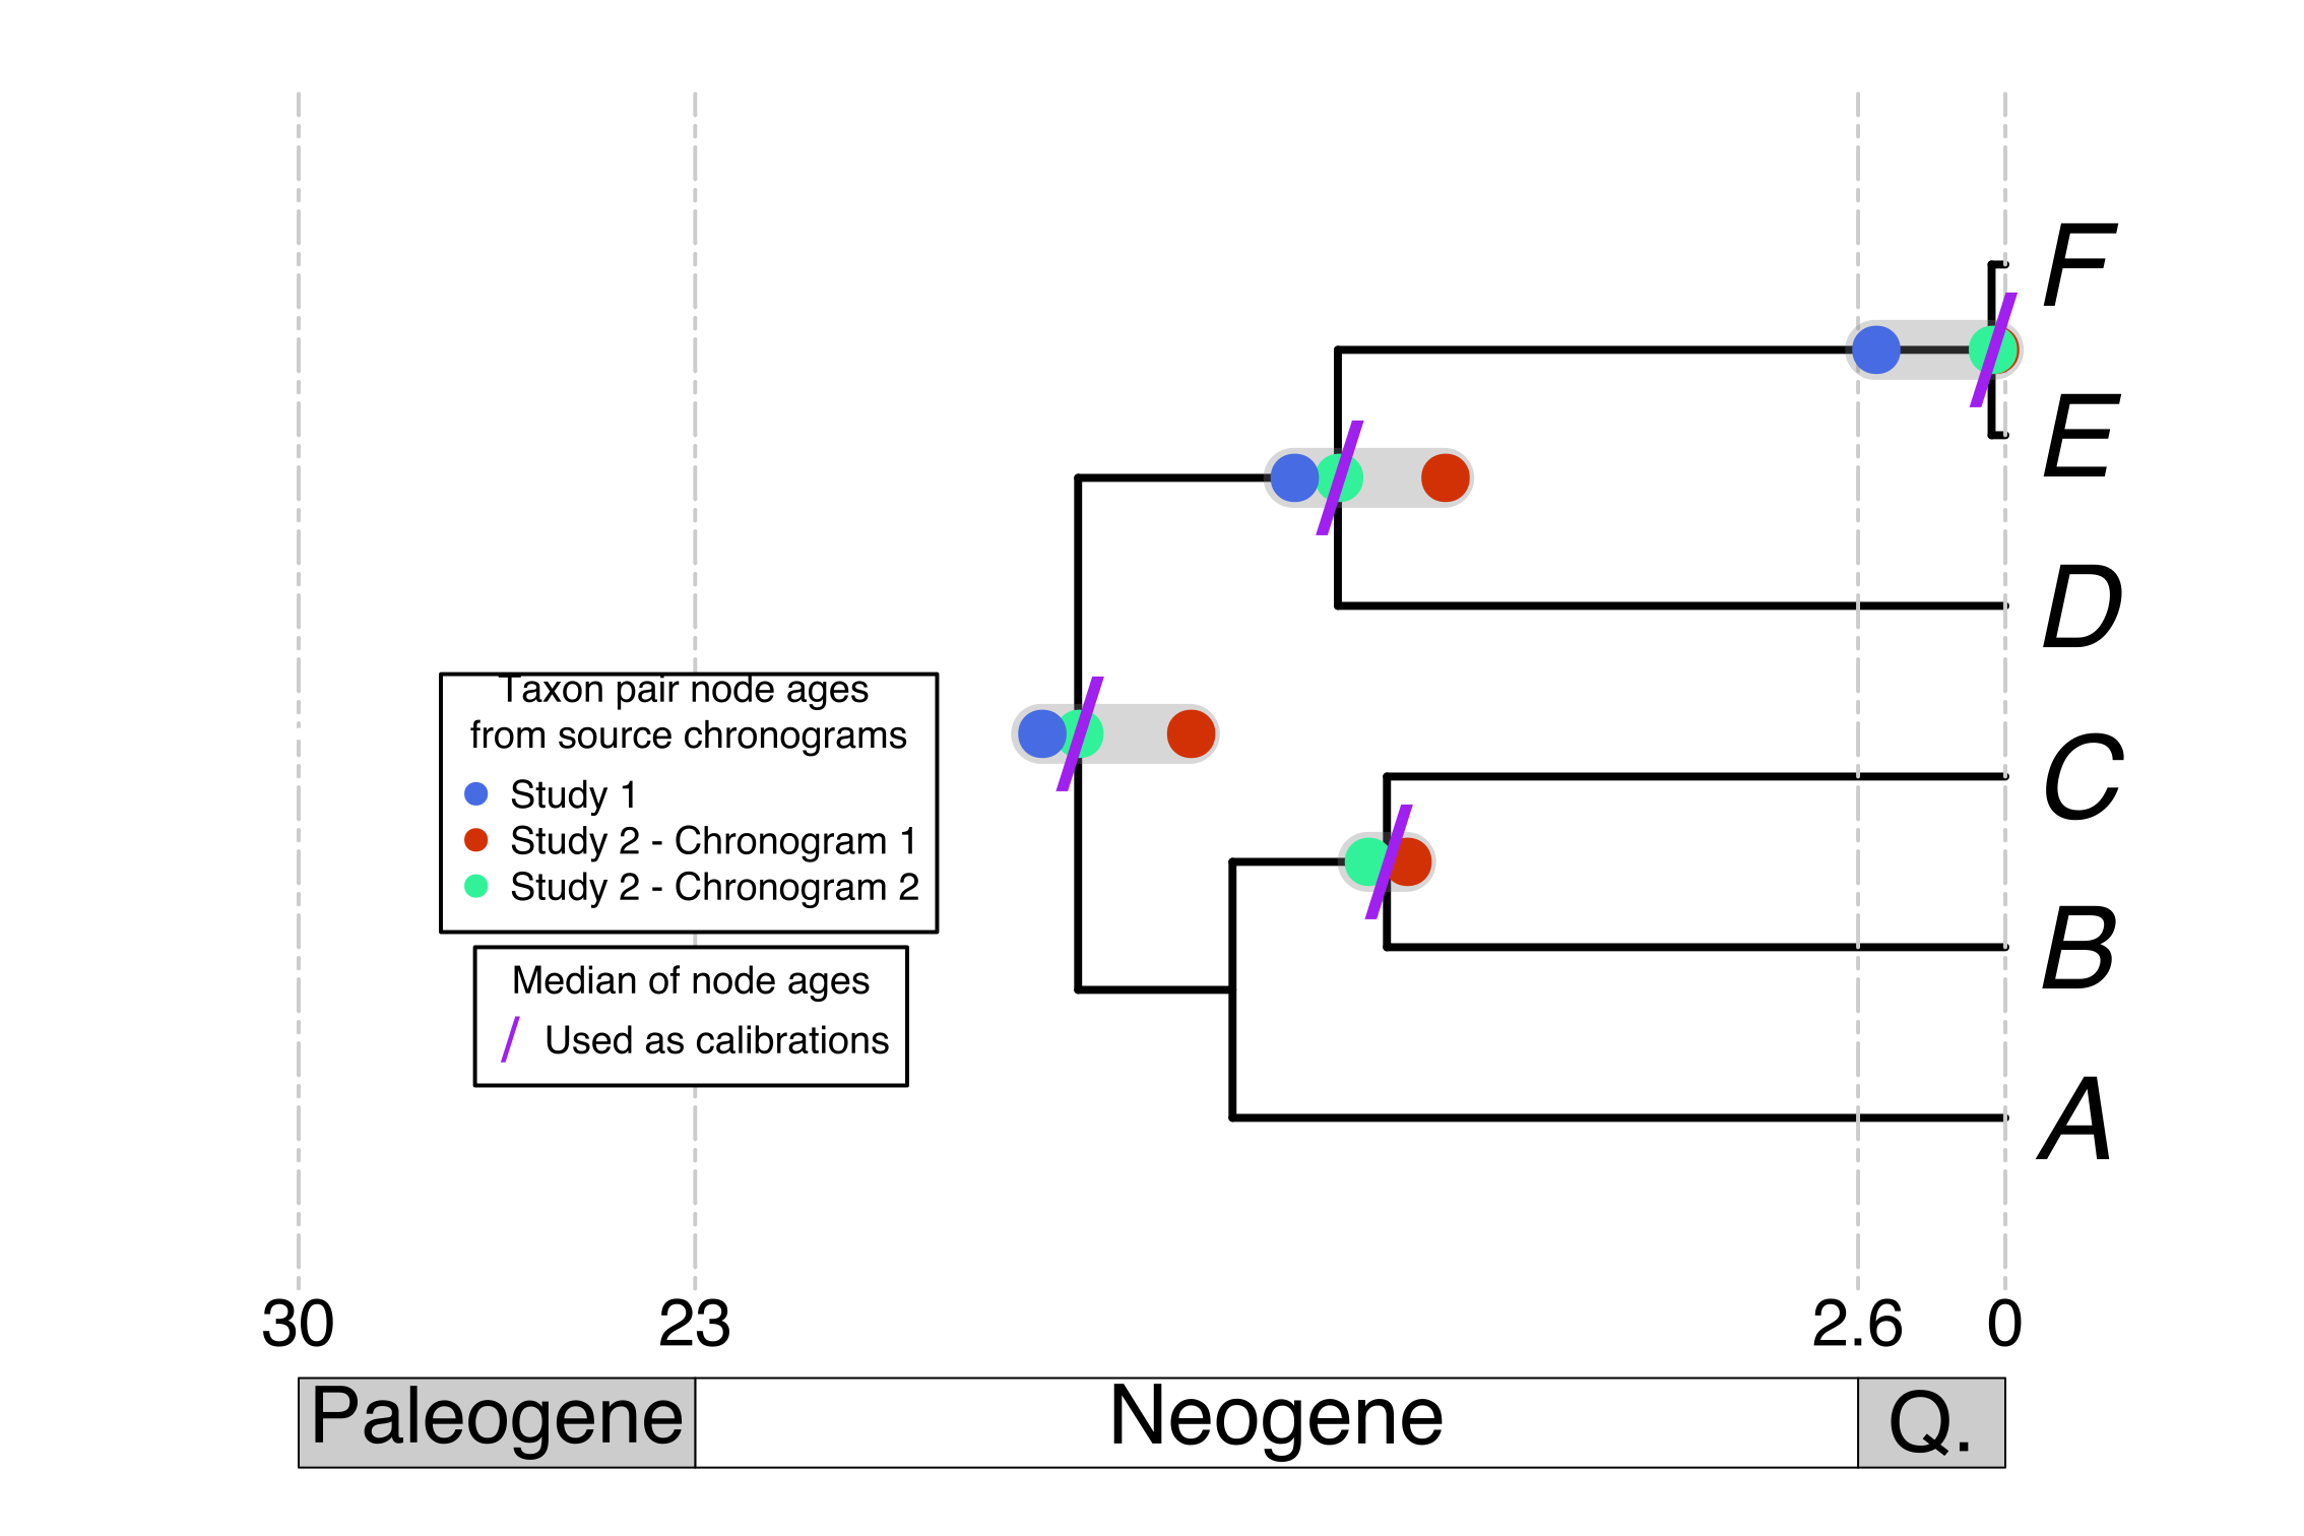 F
E
D
C
B
A
Taxon pair node ages
from source chronograms
Study 1
Study 2 - Chronogram 1
Study 2 - Chronogram 2
Median of node ages
/ Used as calibrations
30 23 2.6 0
Paleogene Neogene Q.